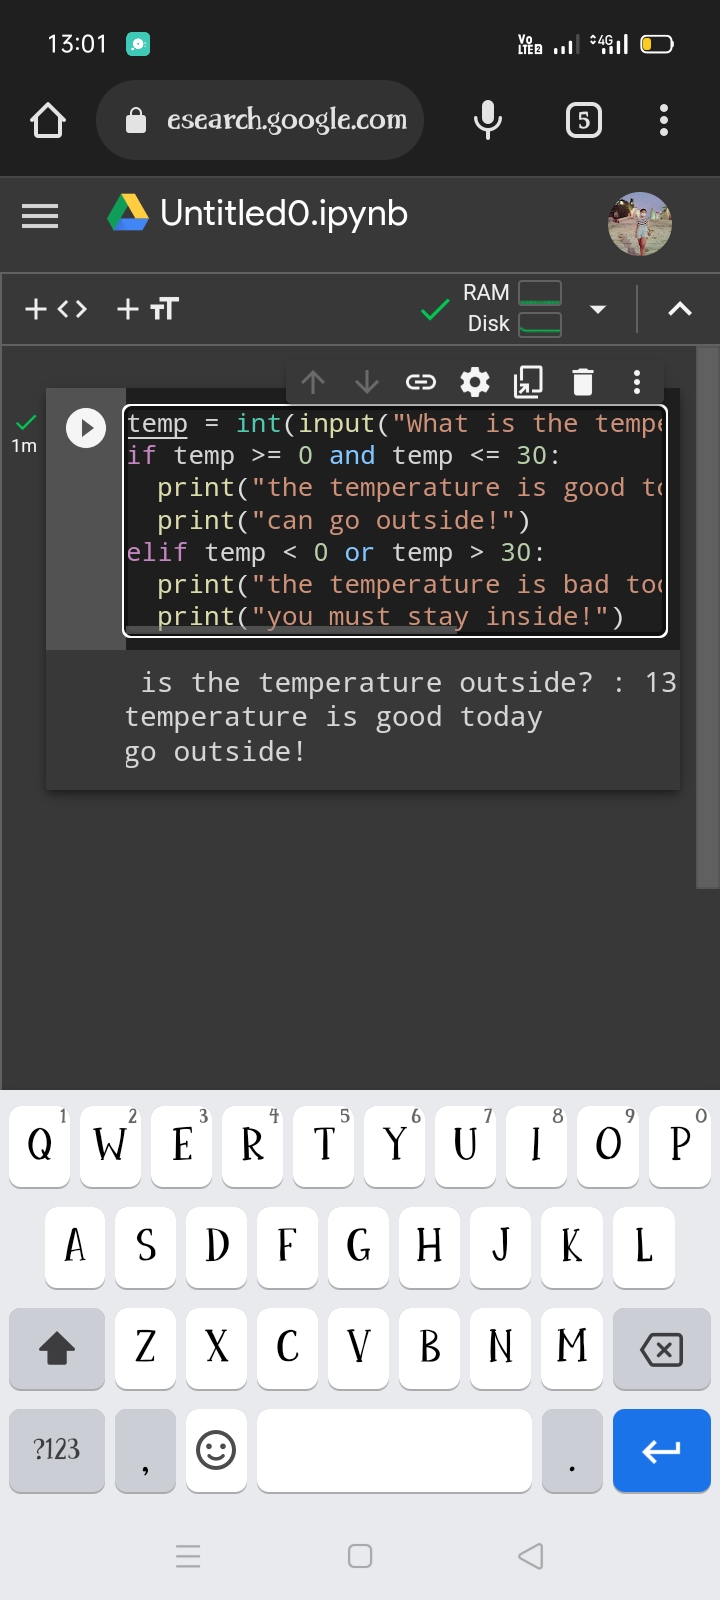 13:01 Vo LTE2 4G
esearch.google.com 5
Untitled0.ipynb
+ <> + TT RAM
Disk
1m
temp = int(input("What is the tempe
if temp >= 0 and temp <= 30:
print("the temperature is good to
print("can go outside!")
elif temp < 0 or temp > 30:
print("the temperature is bad too
print("you must stay inside!")
is the temperature outside? : 13
temperature is good today
go outside!
1 2 3 4 5 6 7 8 9 0
Q W E R T Y U I O P
A S D F G H J K L
Z X C V B N M
?123 , .